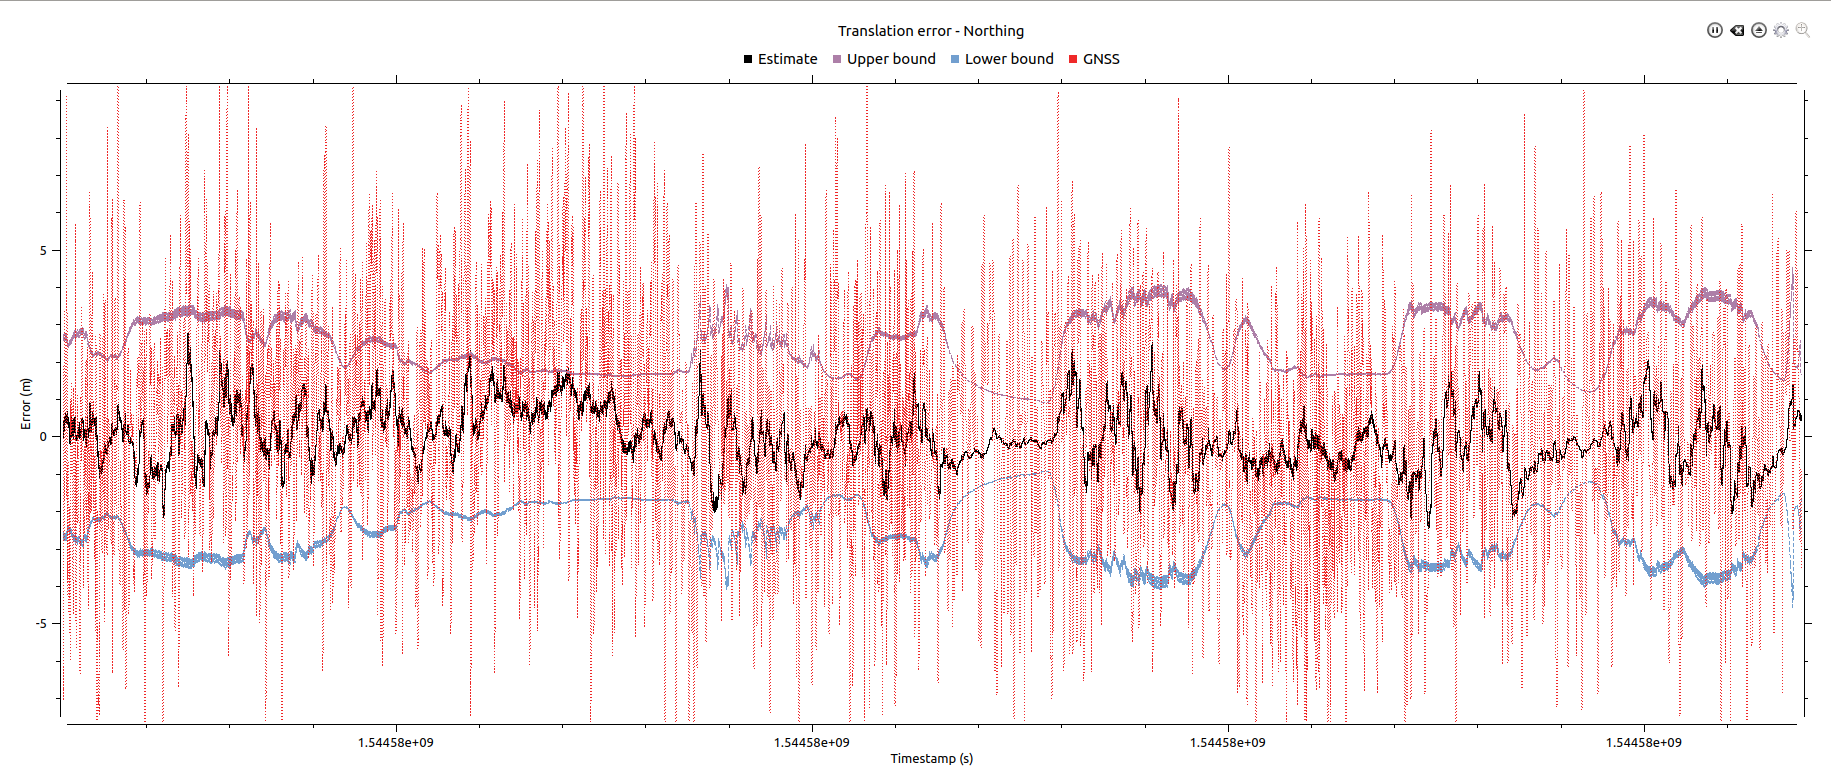 Translation error - Northing
Estimate Upper bound Lower bound GNSS
5
0
-5
Error (m)
1.54458e+09 1.54458e+09 1.54458e+09 1.54458e+09
Timestamp (s)